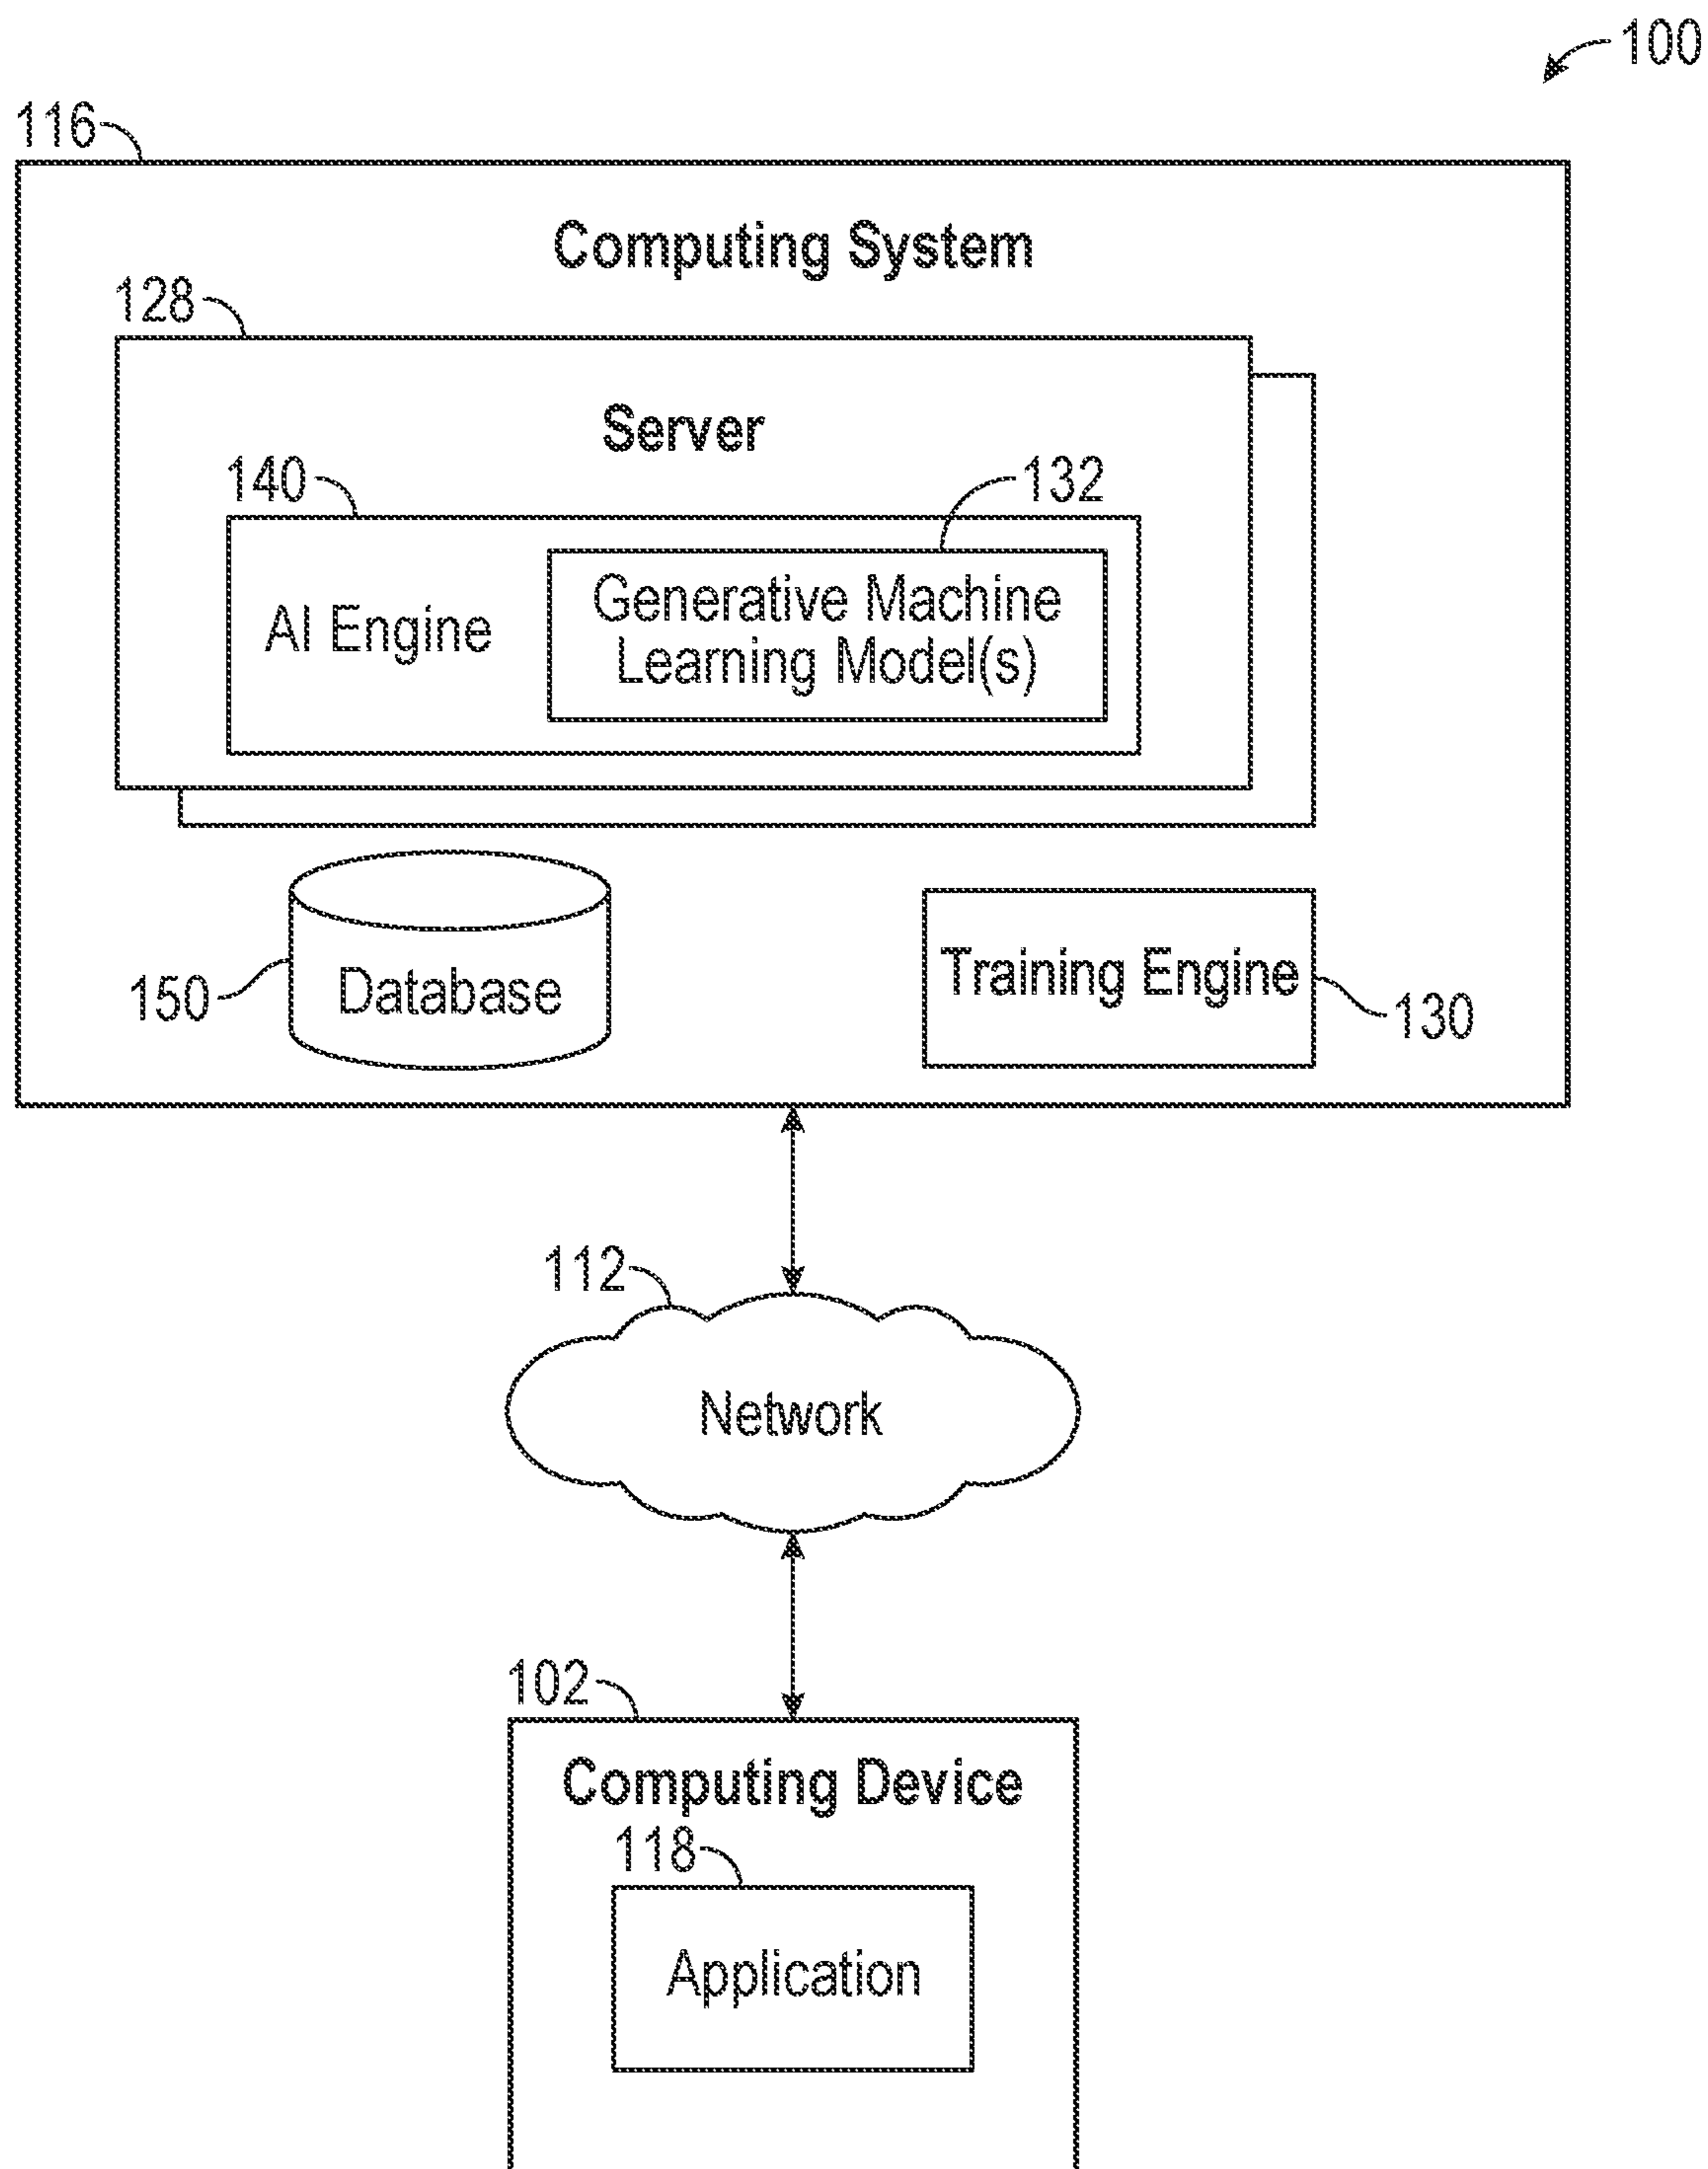 100
116
Computing System
128
Server
140
132
AI Engine
Generative Machine
Learning Model(s)
150
Database
Training Engine
130
112
Network
102
Computing Device
118
Application